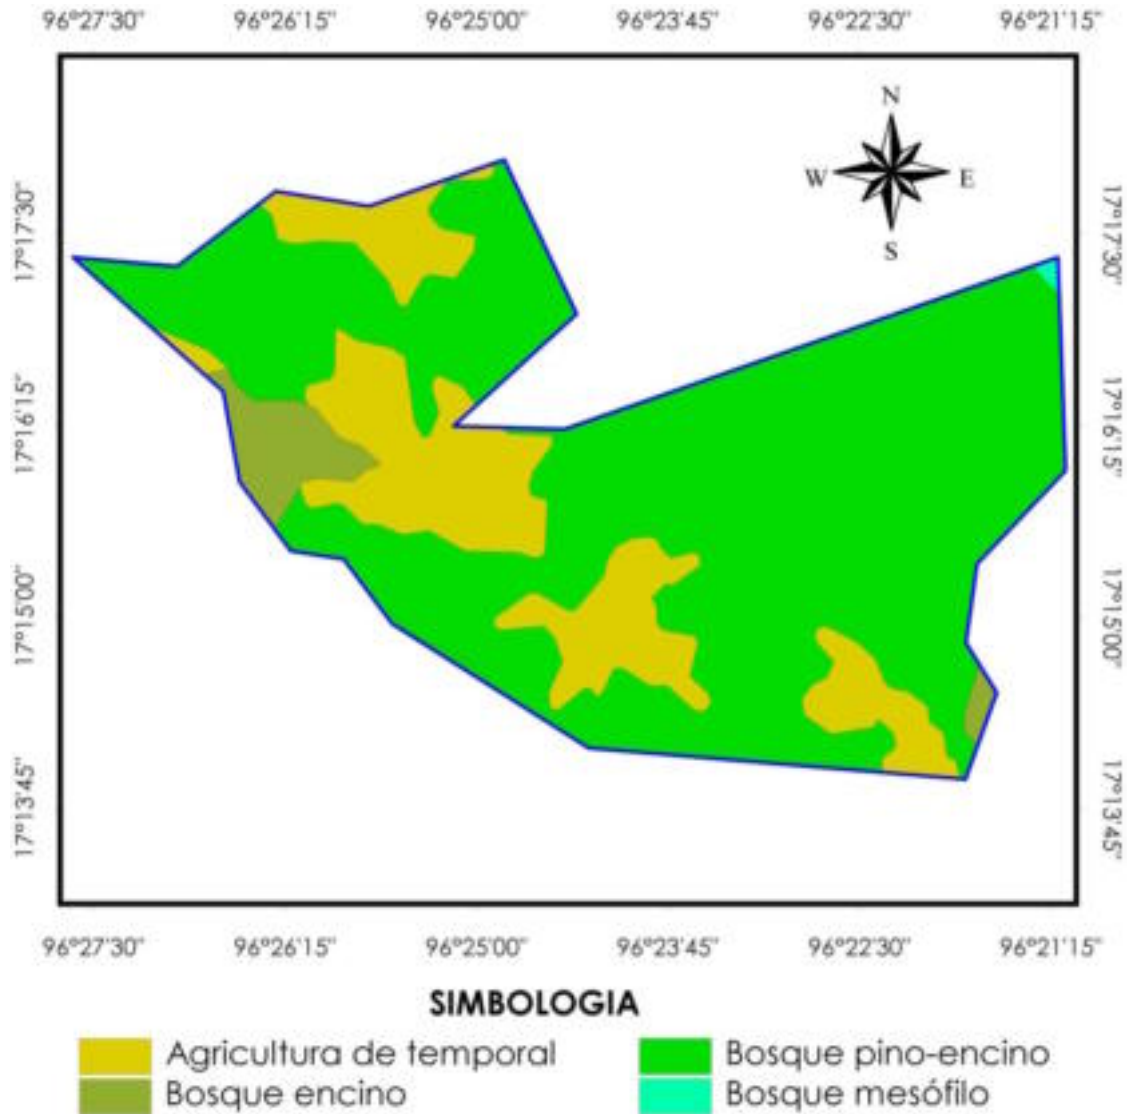 96°27'30" 96°26'15" 96°25'00" 96°23'45" 96°22'30" 96°21'15"
N
W E
S
17°17'30" 17°17'30"
17°16'15" 17°16'15"
17°15'00" 17°15'00"
17°13'45" 17°13'45"
96°27'30" 96°26'15" 96°25'00" 96°23'45" 96°22'30" 96°21'15"
SIMBOLOGIA
Agricultura de temporal Bosque pino-encino
Bosque encino Bosque mesófilo